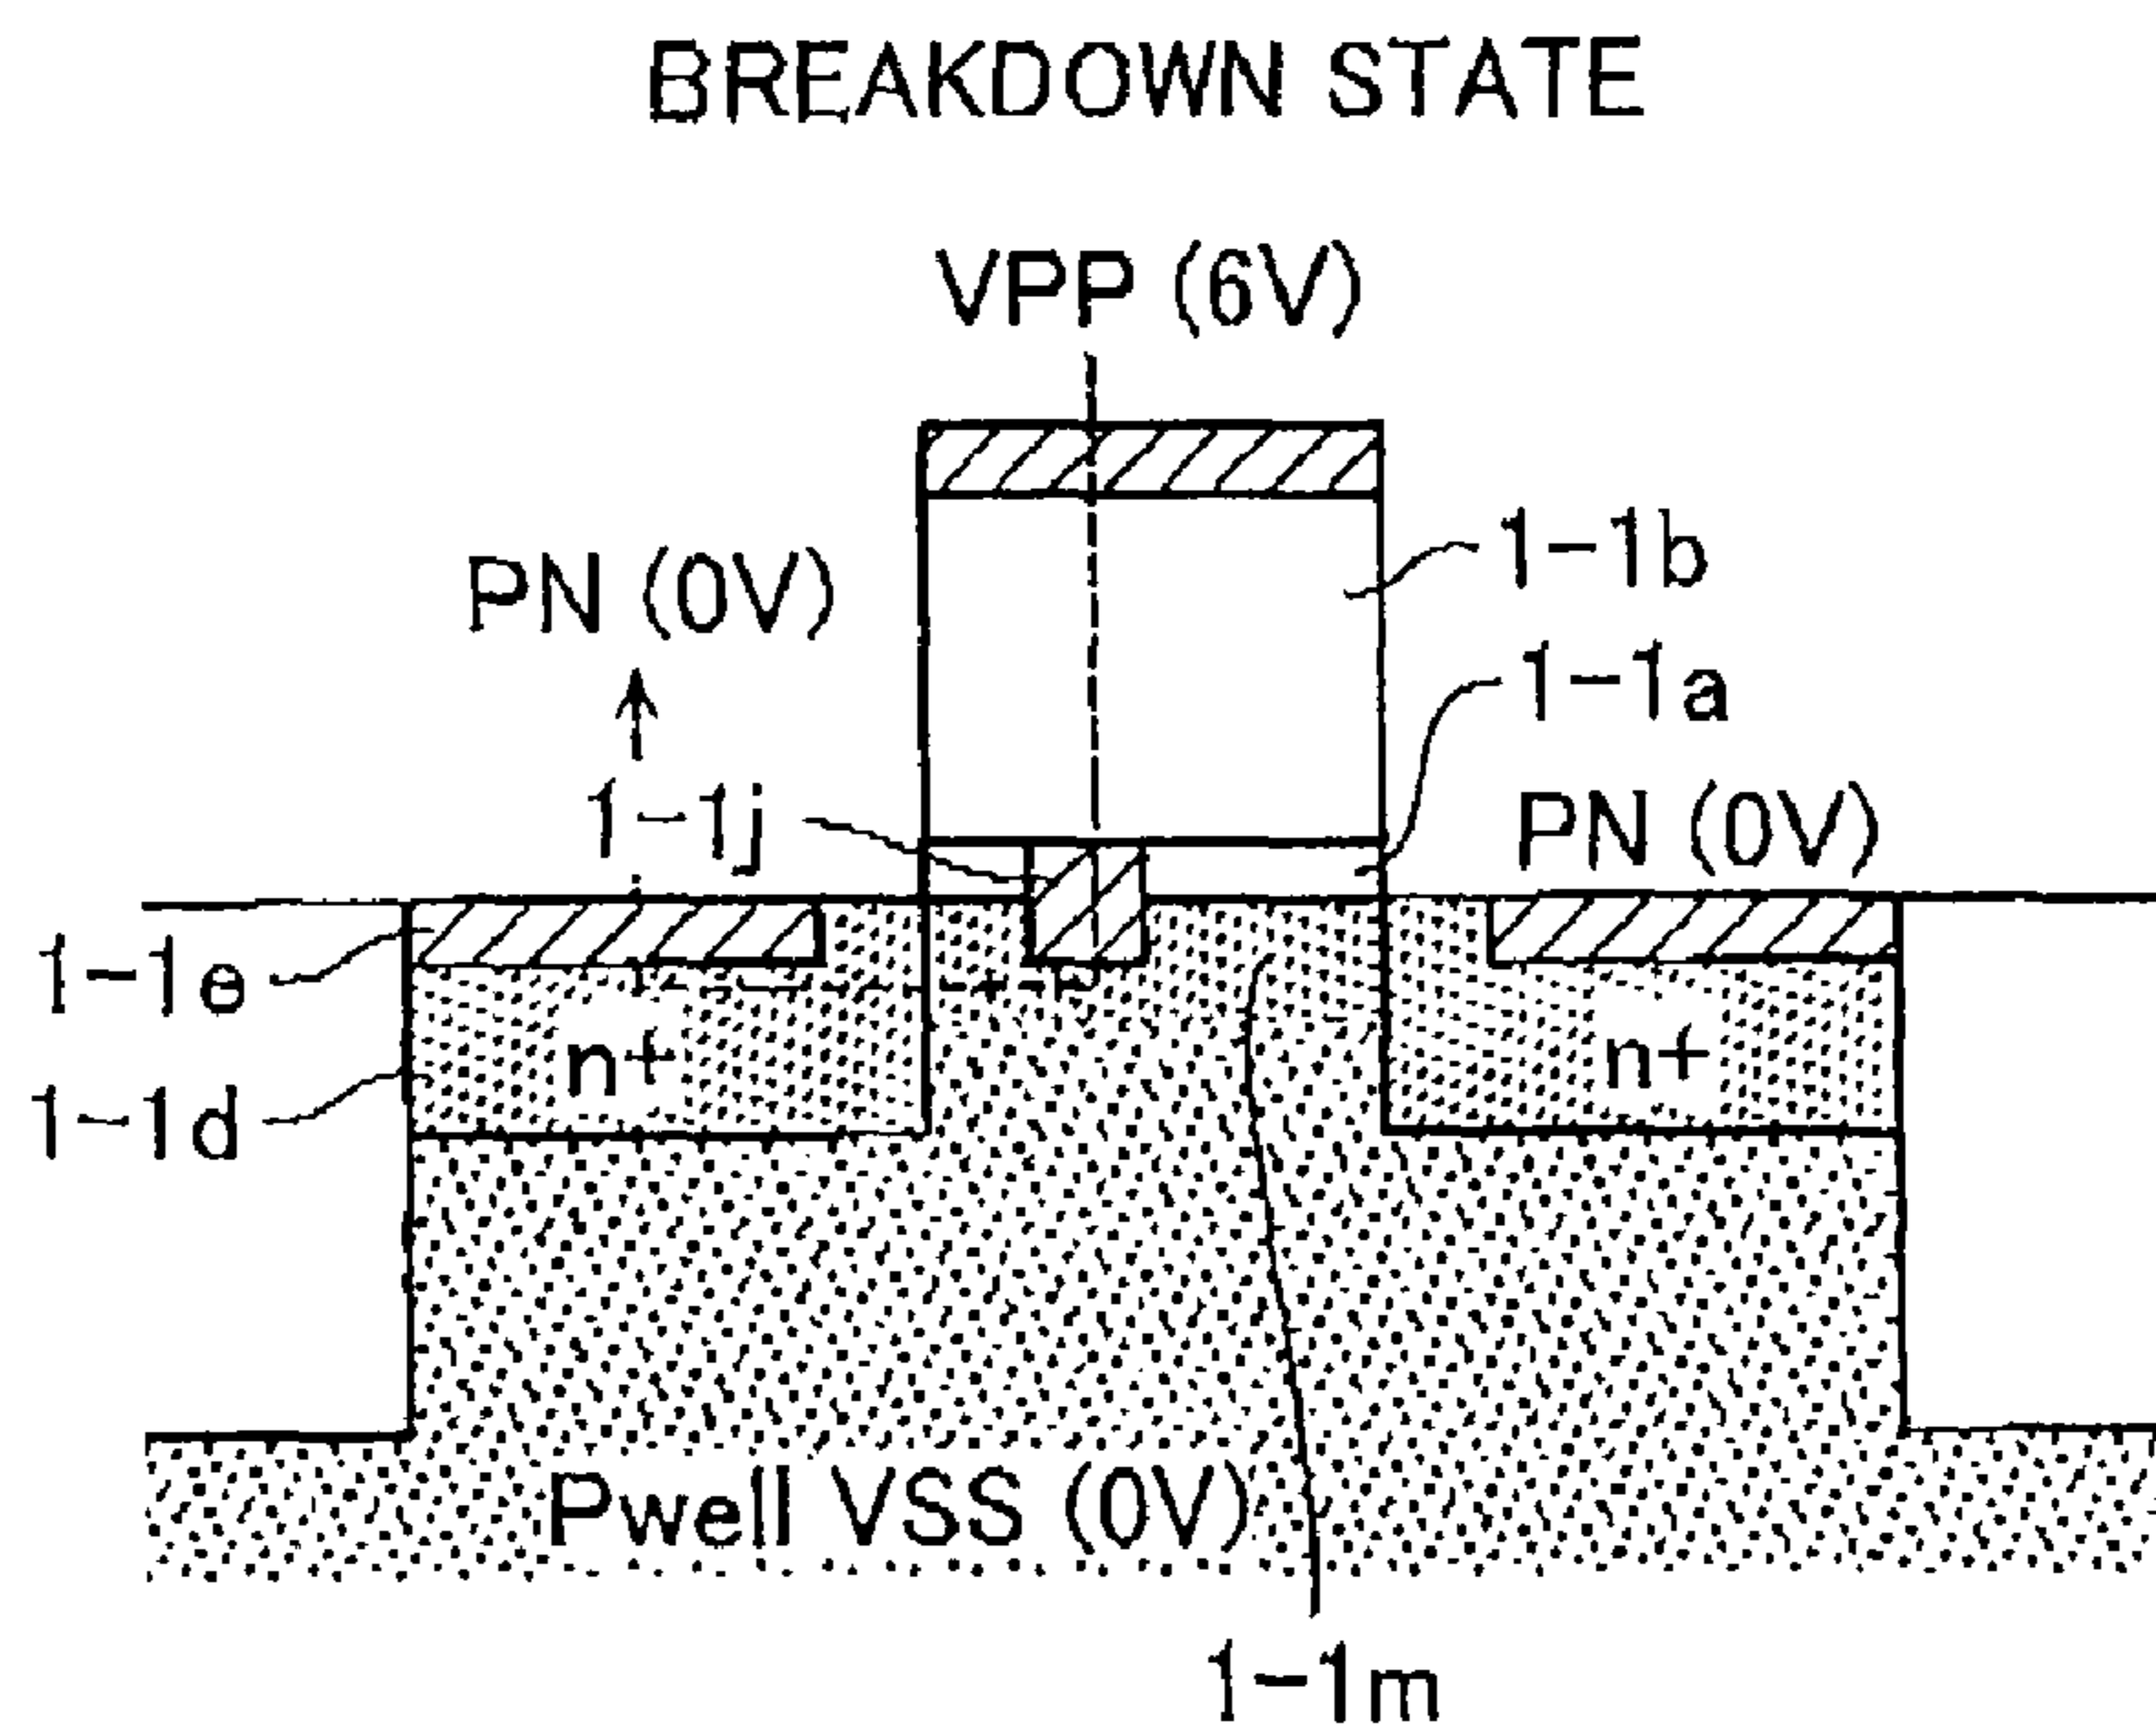 BREAKDOWN STATE
VPP (6V)
1-1b
PN (0V)
1-1a
1-1j
PN (0V)
1-1e
n+
n+
1-1d
Pwell VSS (0V)
1-1m